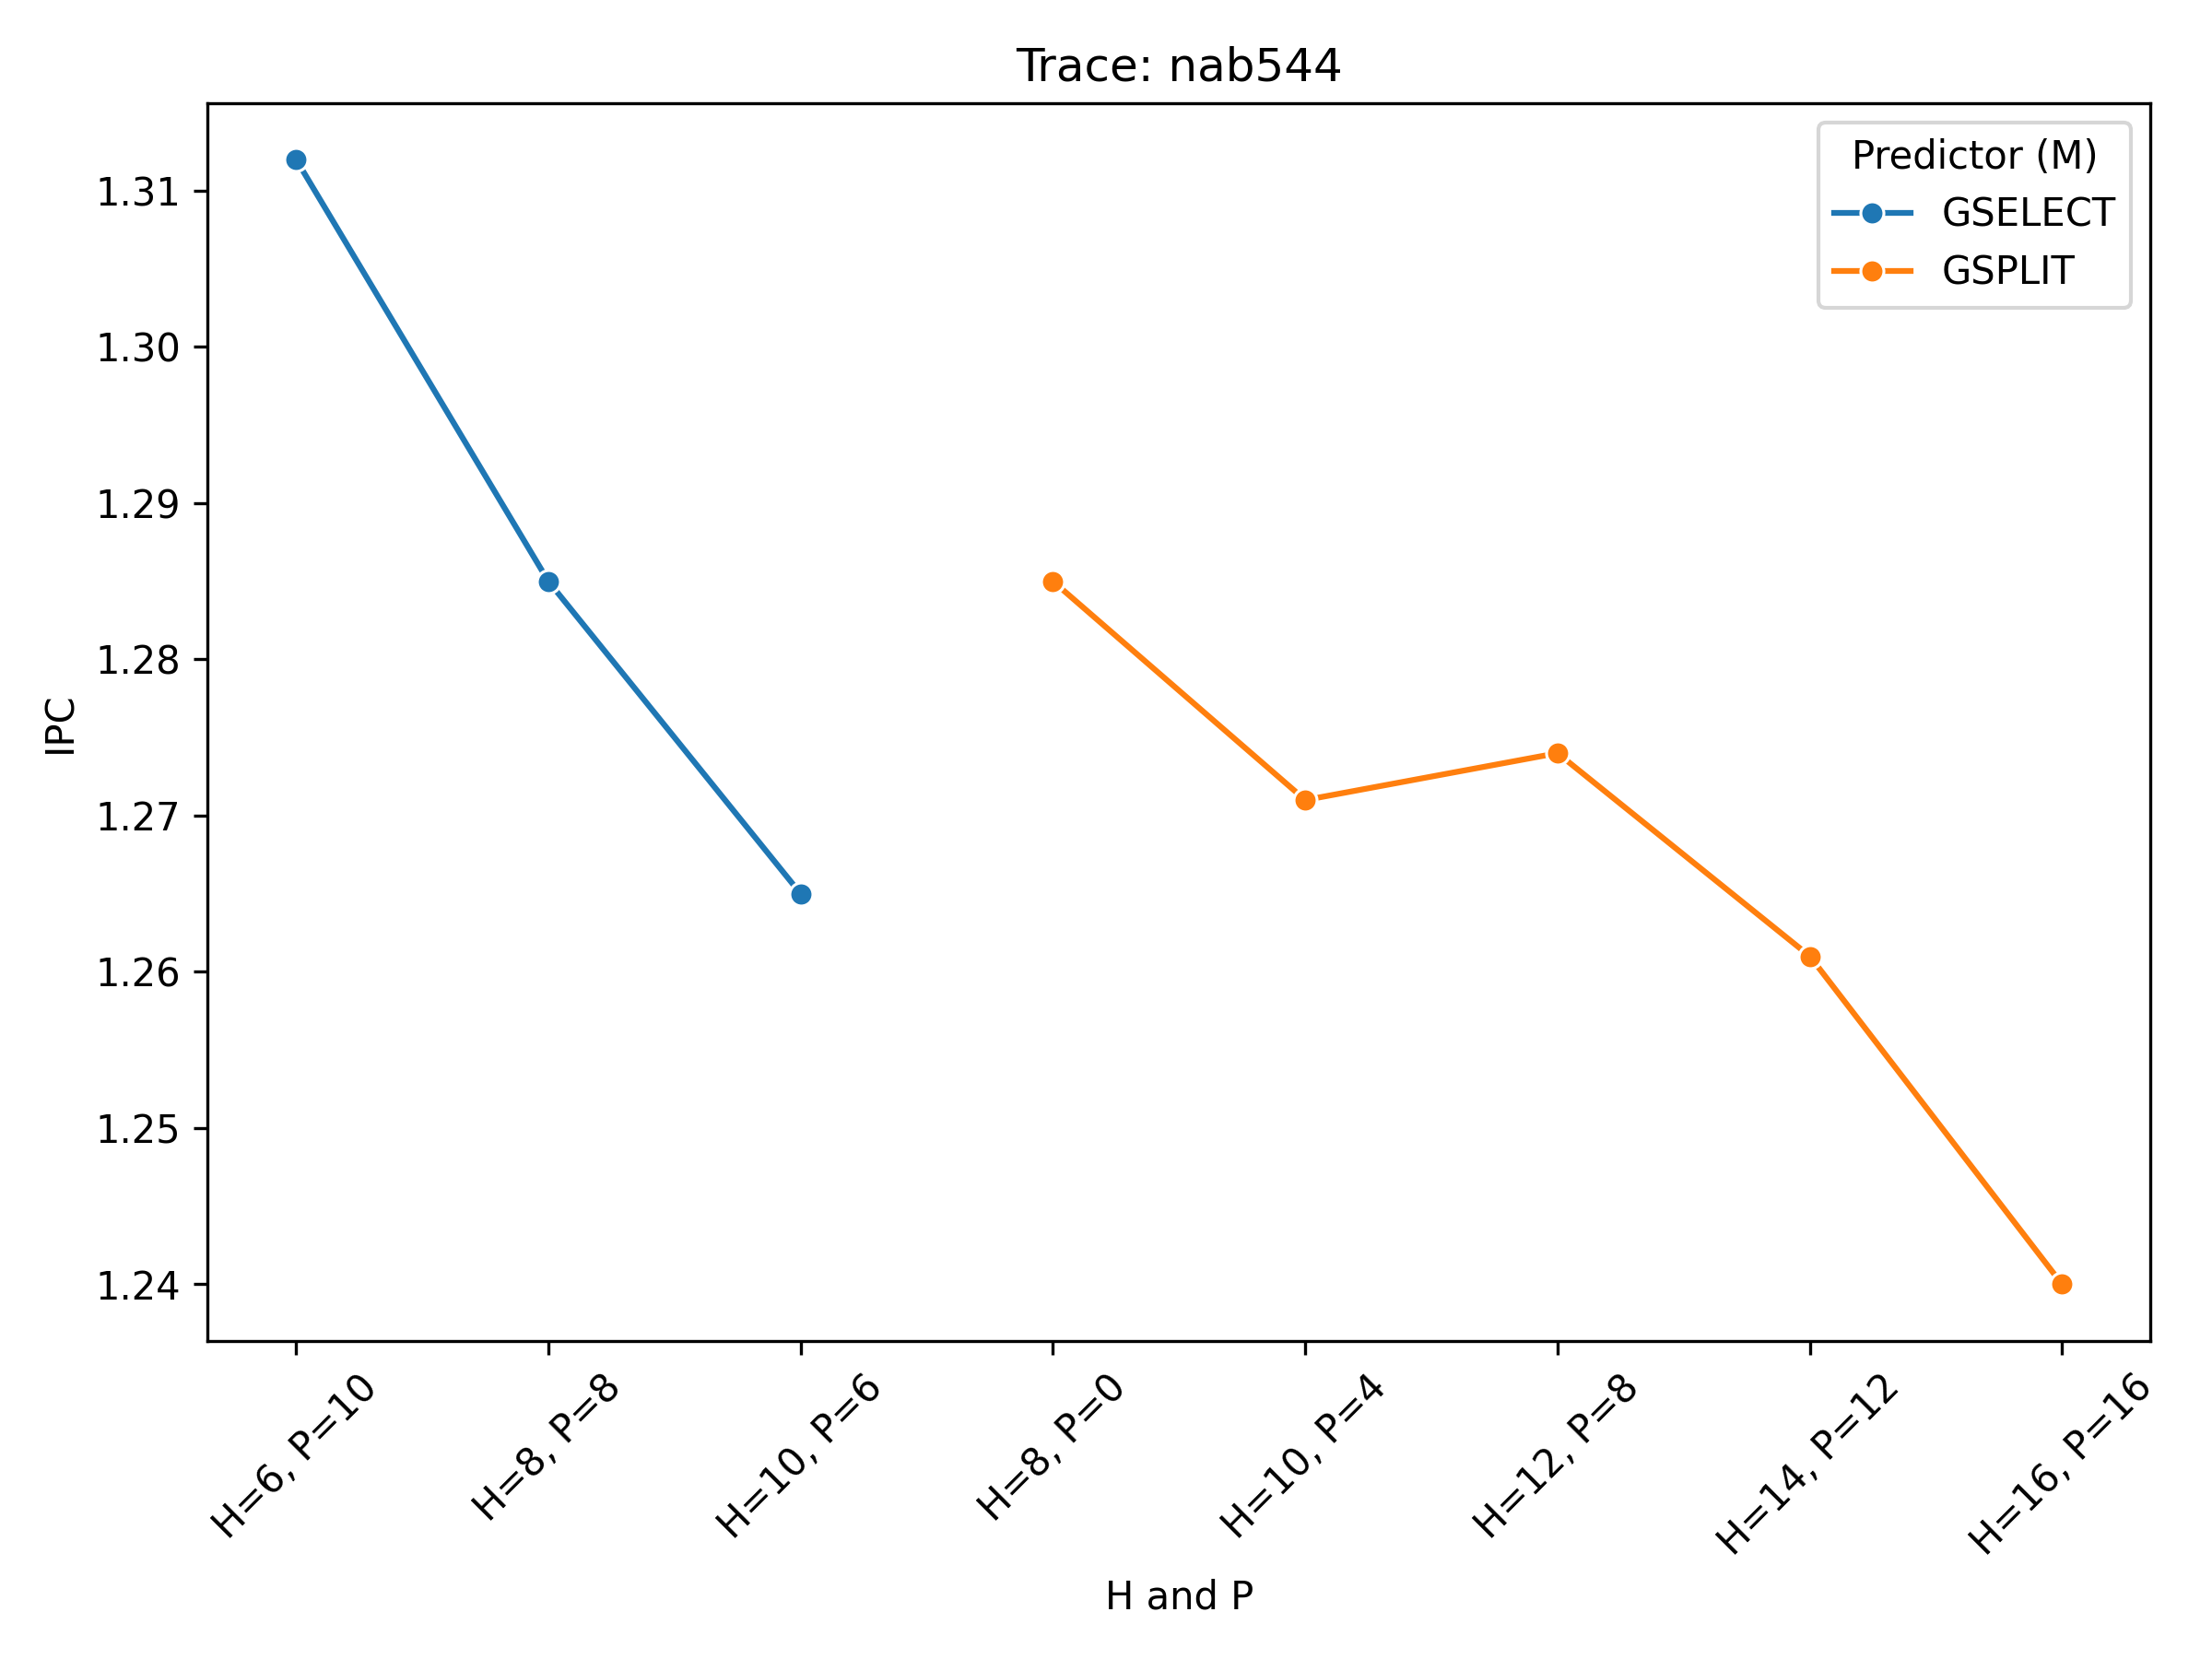 Trace: nab544
Predictor (M)
GSELECT
GSPLIT
1.31
1.30
1.29
1.28
1.27
1.26
1.25
1.24
IPC
H=6, P=10
H=8, P=8
H=10, P=6
H=8, P=0
H=10, P=4
H=12, P=8
H=14, P=12
H=16, P=16
H and P